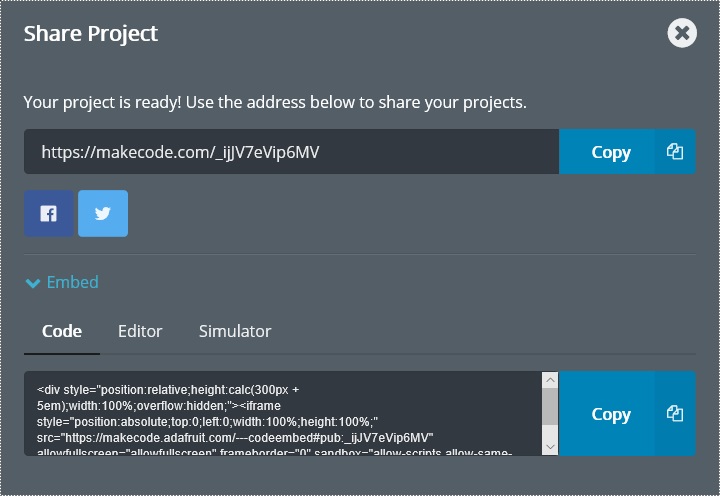 Share Project
Your project is ready! Use the address below to share your projects.
https://makecode.com/_ijJV7eVip6MV
Copy
Embed
Code Editor Simulator
<div style="position:relative;height:calc(300px +
5em);width:100%;overflow:hidden;"><iframe
style="position:absolute;top:0;left:0;width:100%;height:100%;"
src="https://makecode.adafruit.com/---codeembed#pub:_ijJV7eVip6MV"
allowfullscreen="allowfullscreen" frameborder="0" sandbox="allow-scripts allow-same-
Copy